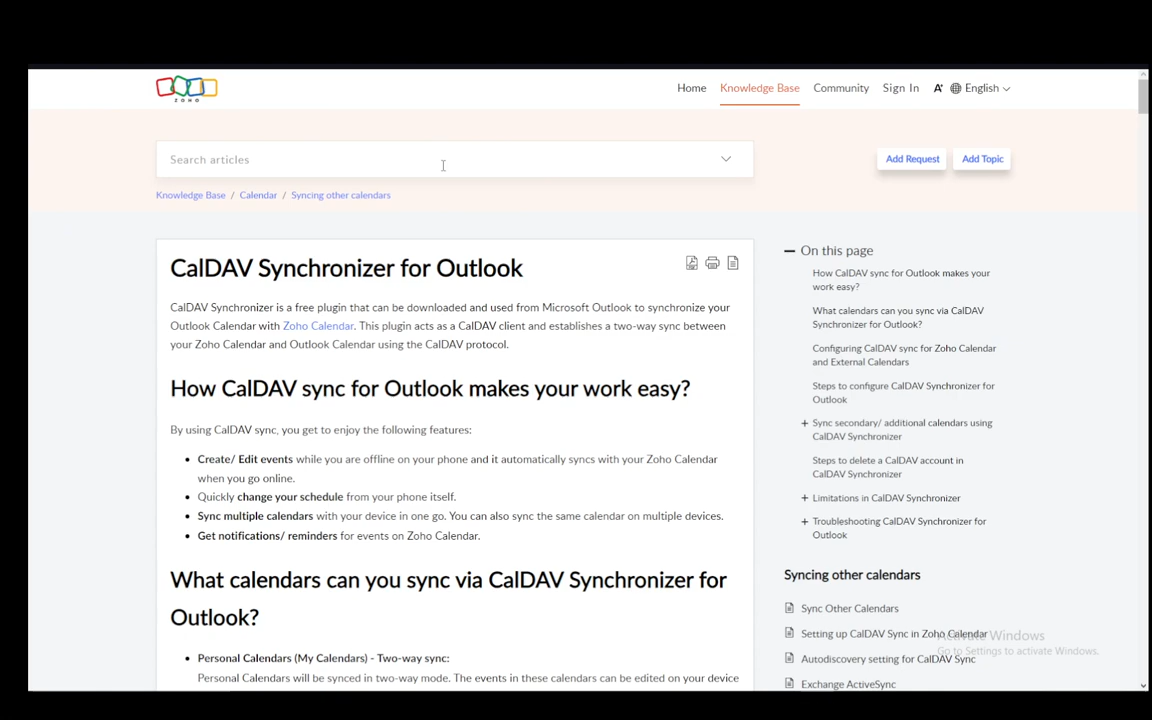 ZOHO
Home Knowledge Base Community Sign In A English
Search articles
Add Request Add Topic
Knowledge Base / Calendar / Syncing other calendars
CalDAV Synchronizer for Outlook
CalDAV Synchronizer is a free plugin that can be downloaded and used from Microsoft Outlook to synchronize your
Outlook Calendar with Zoho Calendar. This plugin acts as a CalDAV client and establishes a two-way sync between
your Zoho Calendar and Outlook Calendar using the CalDAV protocol.
How CalDAV sync for Outlook makes your work easy?
By using CalDAV sync, you get to enjoy the following features:
• Create/ Edit events while you are offline on your phone and it automatically syncs with your Zoho Calendar
when you go online.
• Quickly change your schedule from your phone itself.
• Sync multiple calendars with your device in one go. You can also sync the same calendar on multiple devices.
• Get notifications/ reminders for events on Zoho Calendar.
What calendars can you sync via CalDAV Synchronizer for
Outlook?
• Personal Calendars (My Calendars) - Two-way sync:
Personal Calendars will be synced in two-way mode. The events in these calendars can be edited on your device
On this page
How CalDAV sync for Outlook makes your
work easy?
What calendars can you sync via CalDAV
Synchronizer for Outlook?
Configuring CalDAV sync for Zoho Calendar
and External Calendars
Steps to configure CalDAV Synchronizer for
Outlook
+ Sync secondary/ additional calendars using
CalDAV Synchronizer
Steps to delete a CalDAV account in
CalDAV Synchronizer
+ Limitations in CalDAV Synchronizer
+ Troubleshooting CalDAV Synchronizer for
Outlook
Syncing other calendars
Sync Other Calendars
Setting up CalDAV Sync in Zoho Calendar
Autodiscovery setting for CalDAV Sync
Exchange ActiveSync
Activate Windows
Go to Settings to activate Windows.